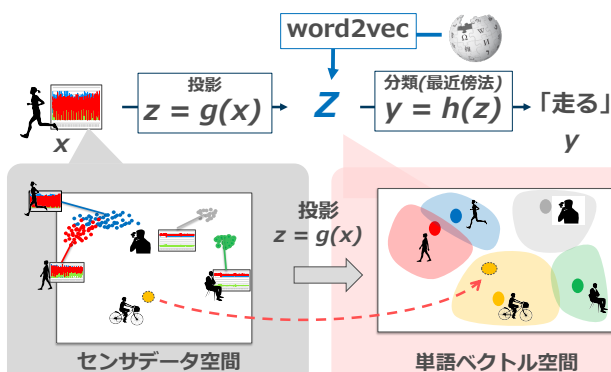 word2vec
投影
z = g(x)
Z
分類(最近傍法)
y = h(z)
「走る」
x
y
投影
z = g(x)
センサデータ空間
単語ベクトル空間